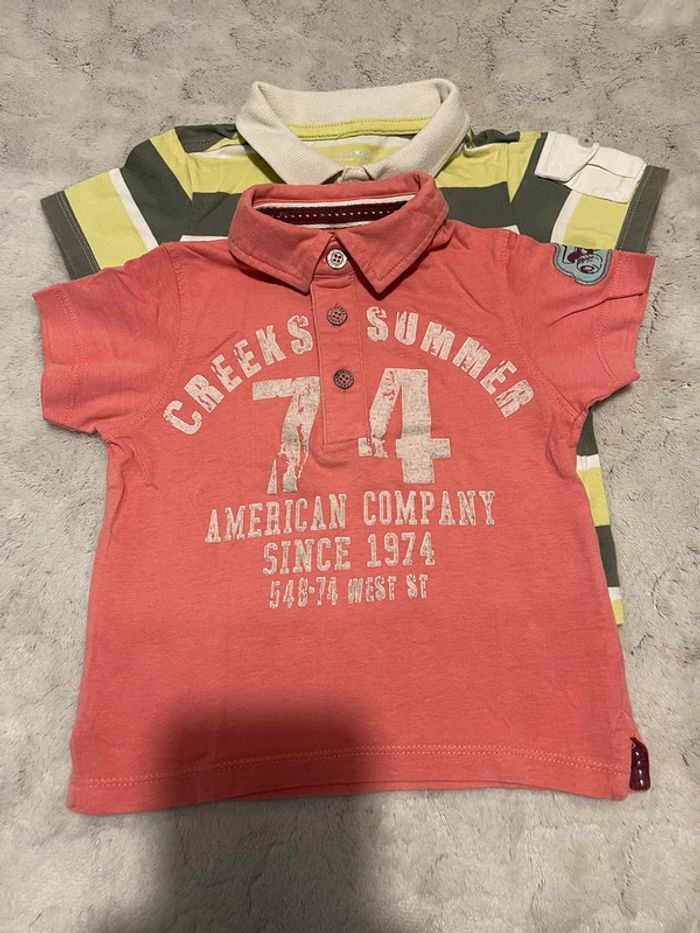 CREEKS SUMMER
74
AMERICAN COMPANY
SINCE 1974
548-74 WEST ST